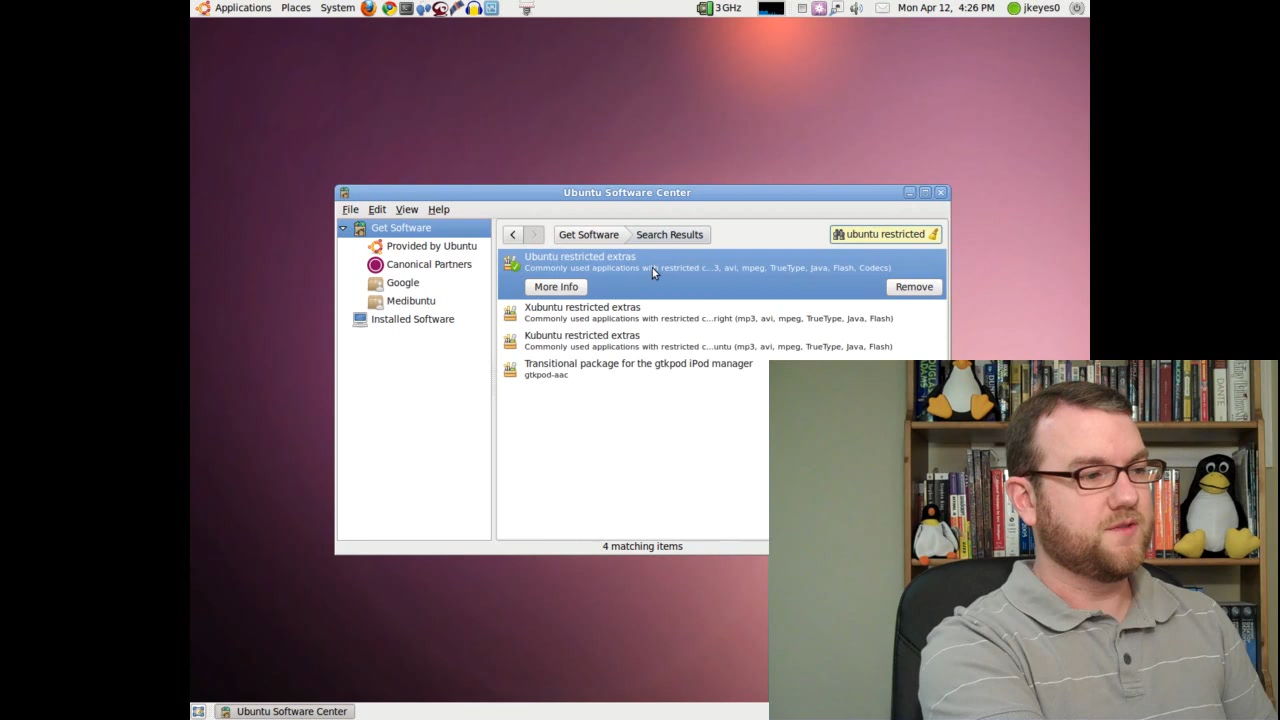 Applications Places System
3 GHz
Mon Apr 12, 4:26 PM
jkeyes0
Ubuntu Software Center
File Edit View Help
Get Software
Provided by Ubuntu
Canonical Partners
Google
Medibuntu
Installed Software
Get Software
Search Results
ubuntu restricted
Ubuntu restricted extras
Commonly used applications with restricted c...3, avi, mpeg, TrueType, Java, Flash, Codecs)
More Info
Remove
Xubuntu restricted extras
Commonly used applications with restricted c...right (mp3, avi, mpeg, TrueType, Java, Flash)
Kubuntu restricted extras
Commonly used applications with restricted c...untu (mp3, avi, mpeg, TrueType, Java, Flash)
Transitional package for the gtkpod iPod manager
gtkpod-aac
4 matching items
DANTE
Ubuntu Software Center